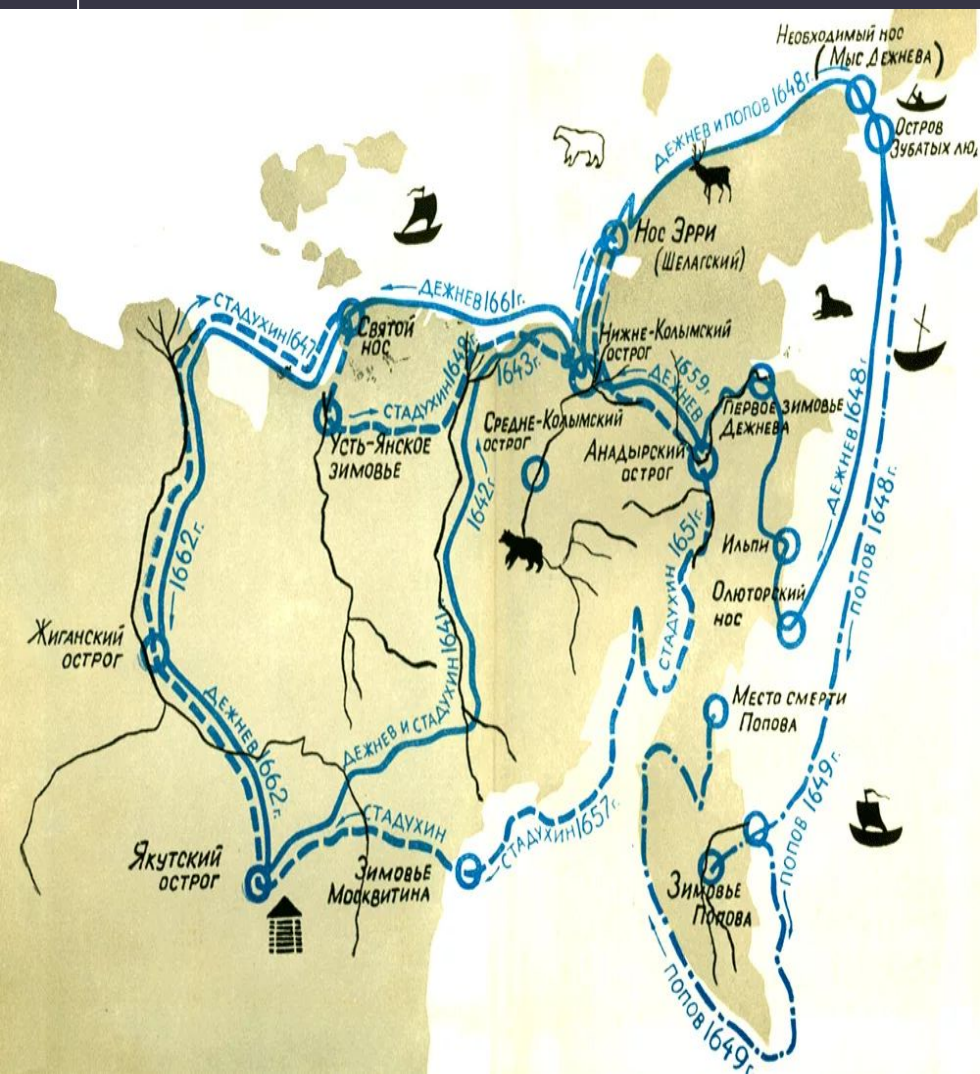 Необходимый нос
(Мыс Дежнева)
Дежнев и Попов 1648г.
Остров
Зубатых лю
Нос Эрри
(Шелагский)
Дежнев 1661г.
Стадухин 1647
Святой
нос
Нижне-Колымский
острог
Стадухин 1648г.
1643г.
1659г.
Дежнев
Первое зимовье
Дежнева
Усть-Янское
зимовье
Средне-Колымский
острог
Анадырский
острог
Дежнев 1648г.
Попов 1648г.
1642г.
1662г.
Стадухин 1651г.
Ильпи
Олюторский
нос
Жиганский
острог
Дежнев 1662г.
Дежнев и Стадухин 1641г.
Место смерти
Попова
Стадухин
Стадухин 1657г.
Попов 1649г.
Якутский
острог
Зимовье
Москвитина
Зимовье
Попова
Попов 1649г.